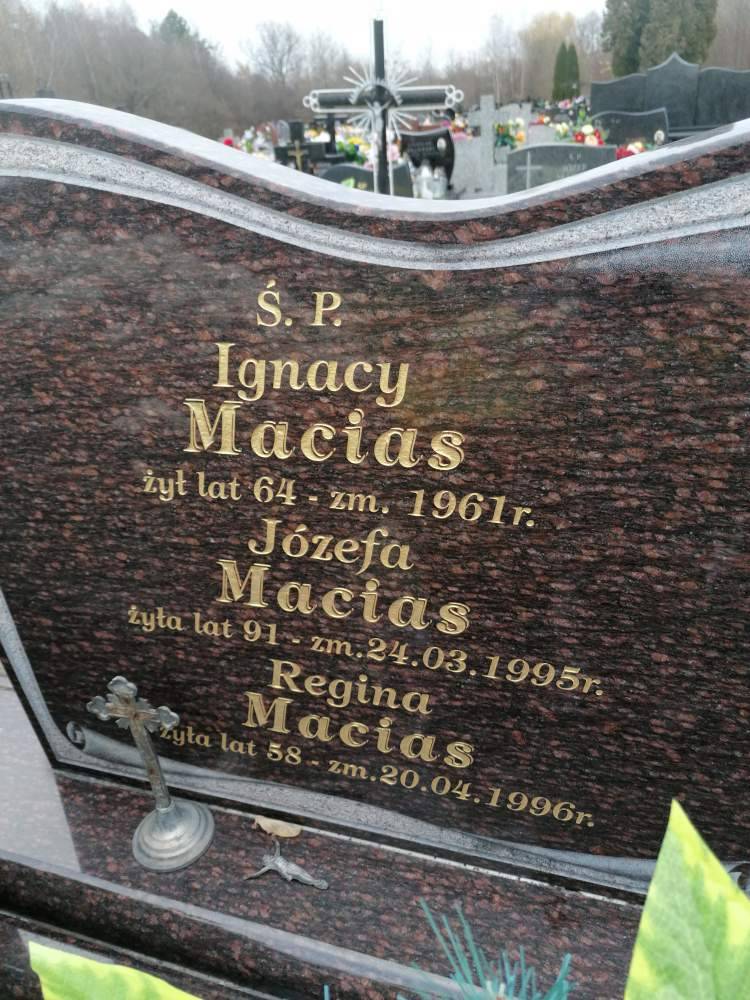 Ś. P.
Ignacy
Macias
żył lat 64 - zm. 1961r.
Józefa
Macias
żyła lat 91 - zm.24.03.1995r.
Regina
Macias
żyła lat 58 - zm.20.04.1996r.